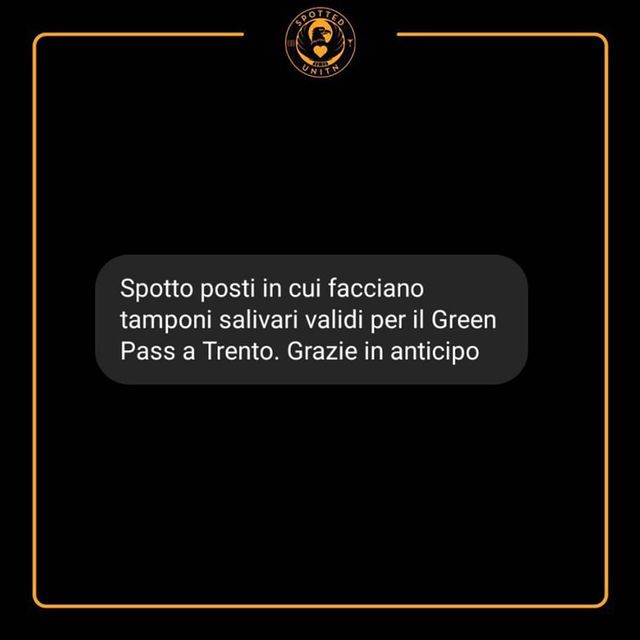 SPOTTED
UNITN
Spotto posti in cui facciano
tamponi salivari validi per il Green
Pass a Trento. Grazie in anticipo